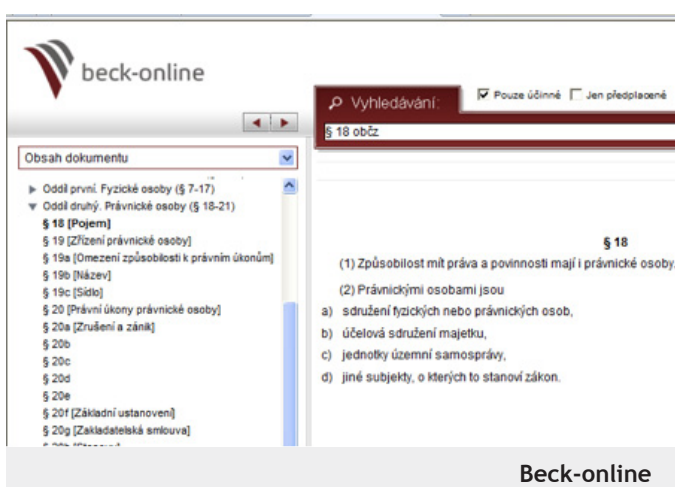 beck-online
Vyhledávání:
Pouze účinné
Jen předplacené
§ 18 občz
Obsah dokumentu
Oddíl první. Fyzické osoby (§ 7-17)
Oddíl druhý. Právnické osoby (§ 18-21)
§ 18 [Pojem]
§ 19 [Zřízení právnické osoby]
§ 19a [Omezení způsobilosti k právním úkonům]
§ 19b [Název]
§ 19c [Sídlo]
§ 20 [Právní úkony právnické osoby]
§ 20a [Zrušení a zánik]
§ 20b
§ 20c
§ 20d
§ 20e
§ 20f [Základní ustanovení]
§ 20g [Zakladatelská smlouva]
§ 18
(1) Způsobilost mít práva a povinnosti mají i právnické osoby.
(2) Právnickými osobami jsou
a) sdružení fyzických nebo právnických osob,
b) účelová sdružení majetku,
c) jednotky územní samosprávy,
d) jiné subjekty, o kterých to stanoví zákon.
Beck-online